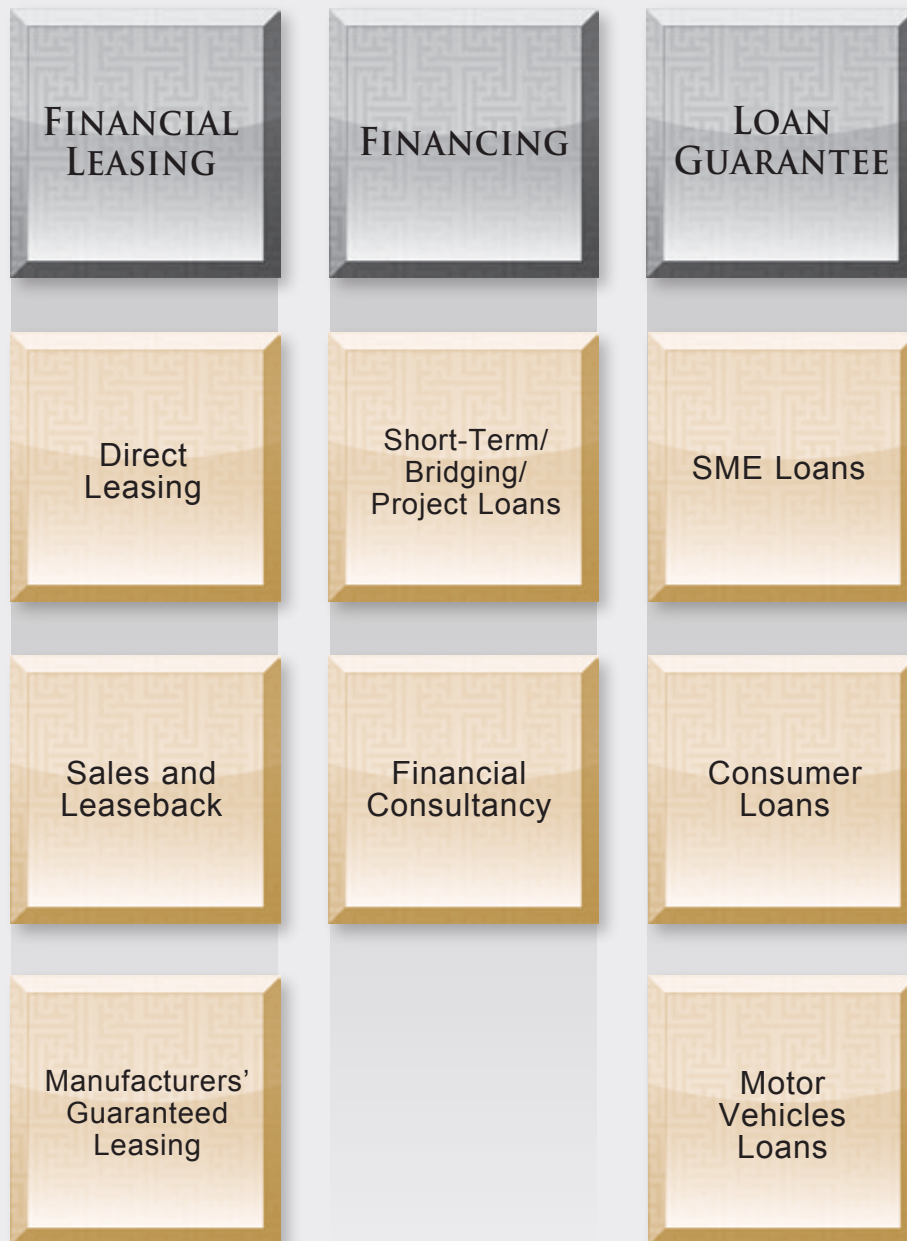 FINANCIAL
LEASING
FINANCING
LOAN
GUARANTEE
Direct
Leasing
Short-Term/
Bridging/
Project Loans
SME Loans
Sales and
Leaseback
Financial
Consultancy
Consumer
Loans
Manufacturers’
Guaranteed
Leasing
Motor
Vehicles
Loans